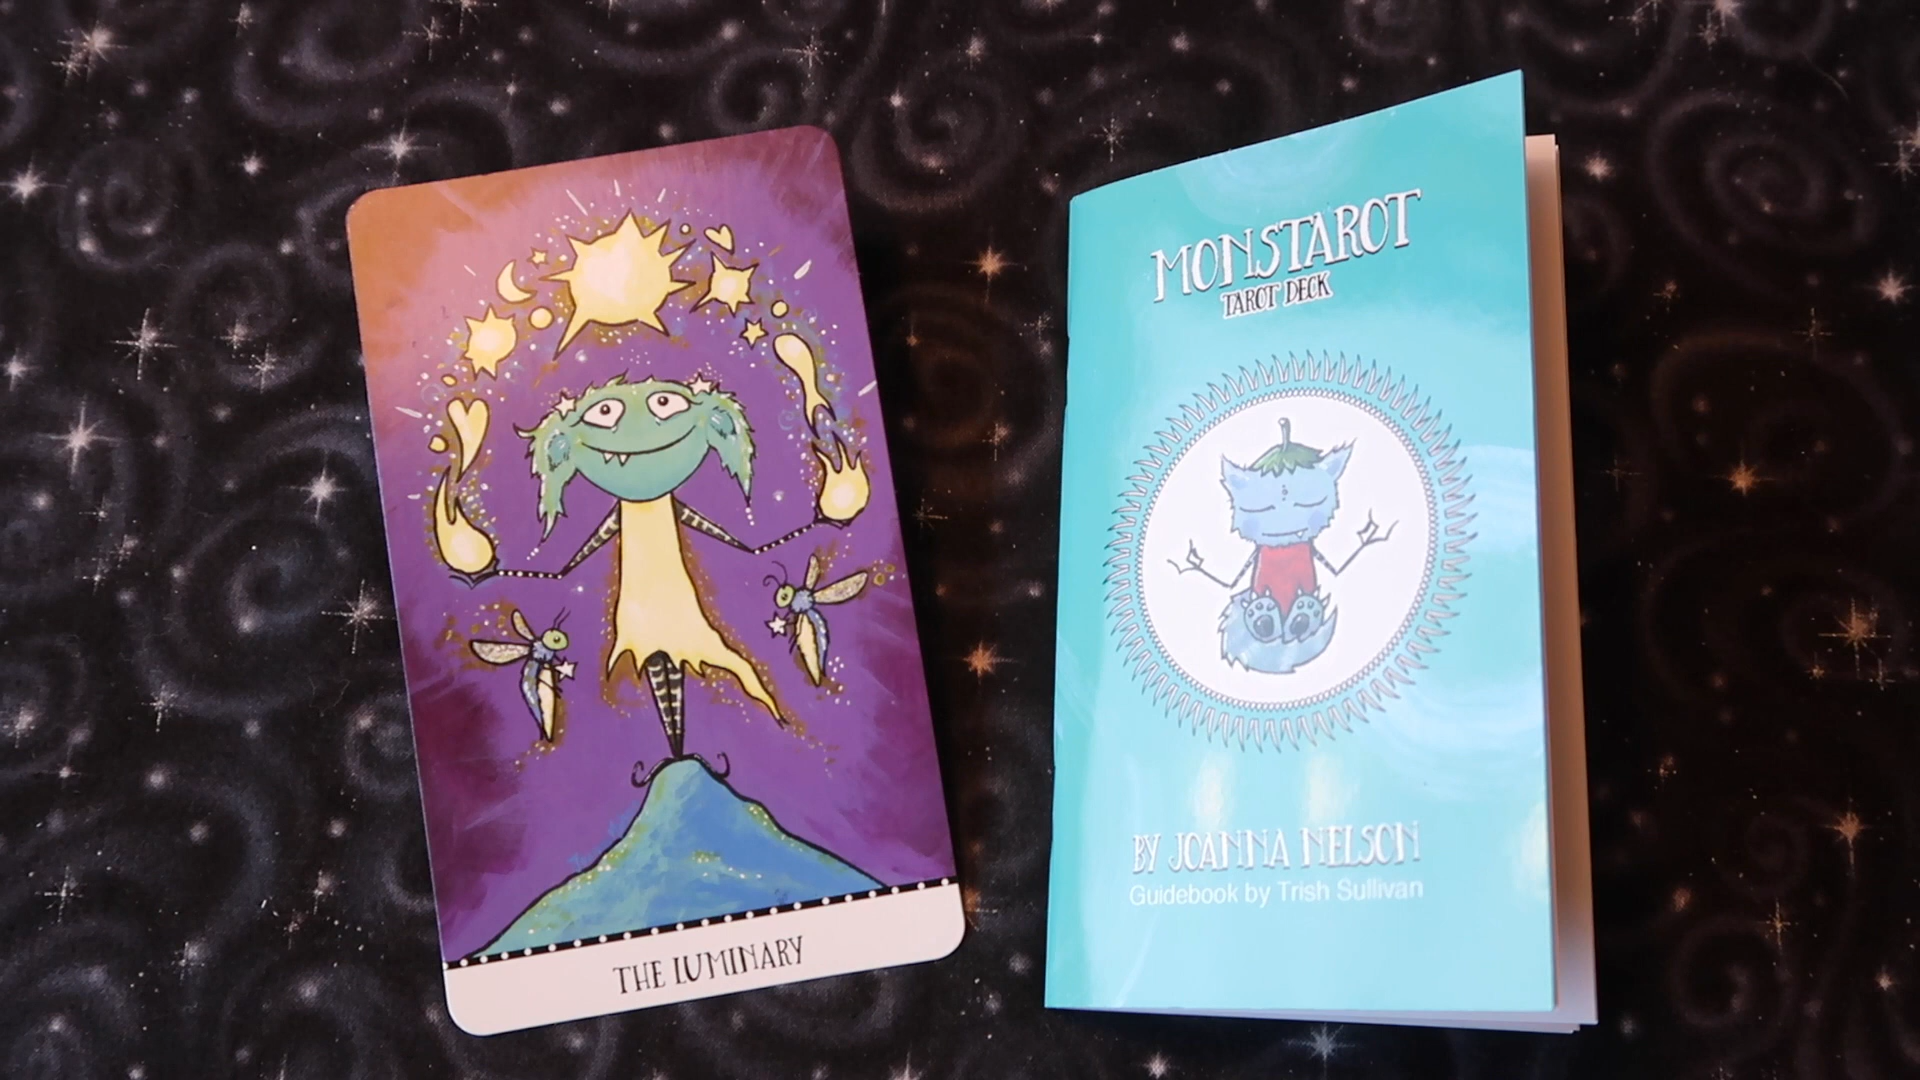 THE LUMINARY
MONSTAROT
TAROT DECK
BY JOANNA NELSON
Guidebook by Trish Sullivan